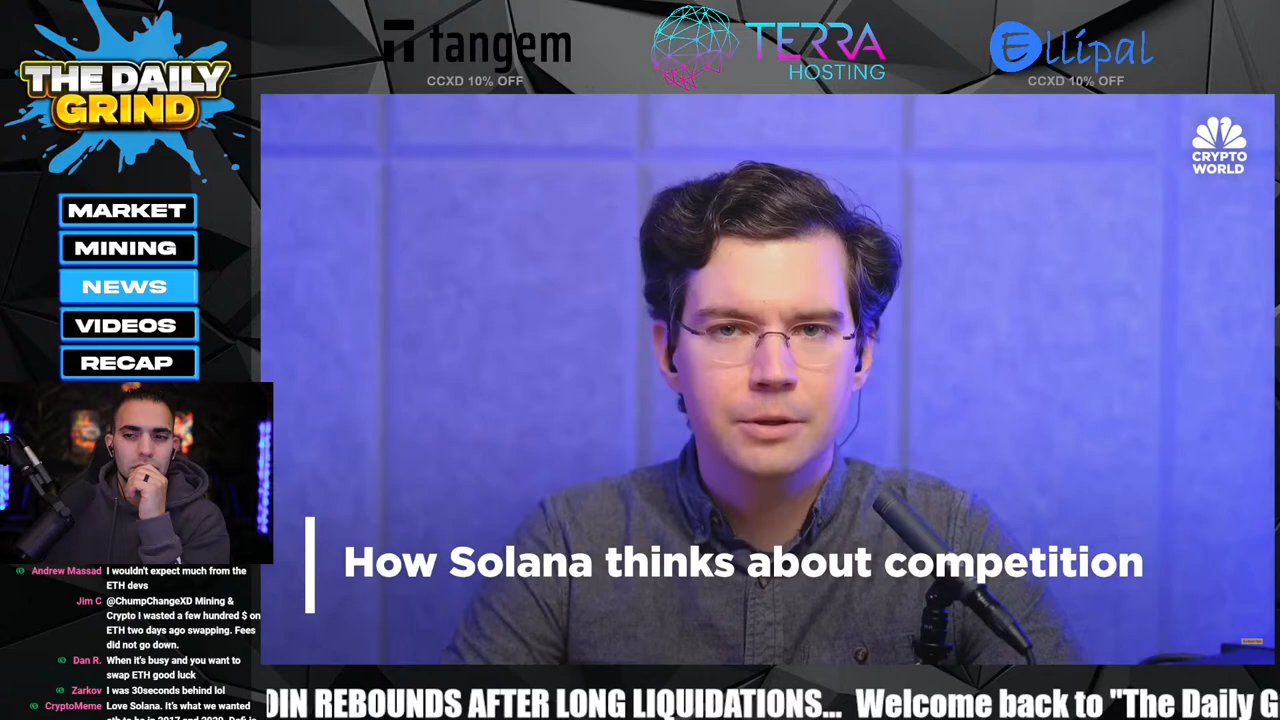 THE DAILY
GRIND
tangem
CCXD 10% OFF
TERRA
HOSTING
Ellipal
CCXD 10% OFF
CRYPTO
WORLD
MARKET
MINING
NEWS
VIDEOS
RECAP
How Solana thinks about competition
Andrew Massad I wouldn't expect much from the
ETH devs
Jim C @ChumpChangeXD Mining &
Crypto I wasted a few hundred $ on
ETH two days ago swapping. Fees
did not go down.
Dan R. When it's busy and you want to
swap ETH good luck
Zarkov I was 30seconds behind lol
CryptoMeme Love Solana. It's what we wanted
OIN REBOUNDS AFTER LONG LIQUIDATIONS... Welcome back to "The Daily G